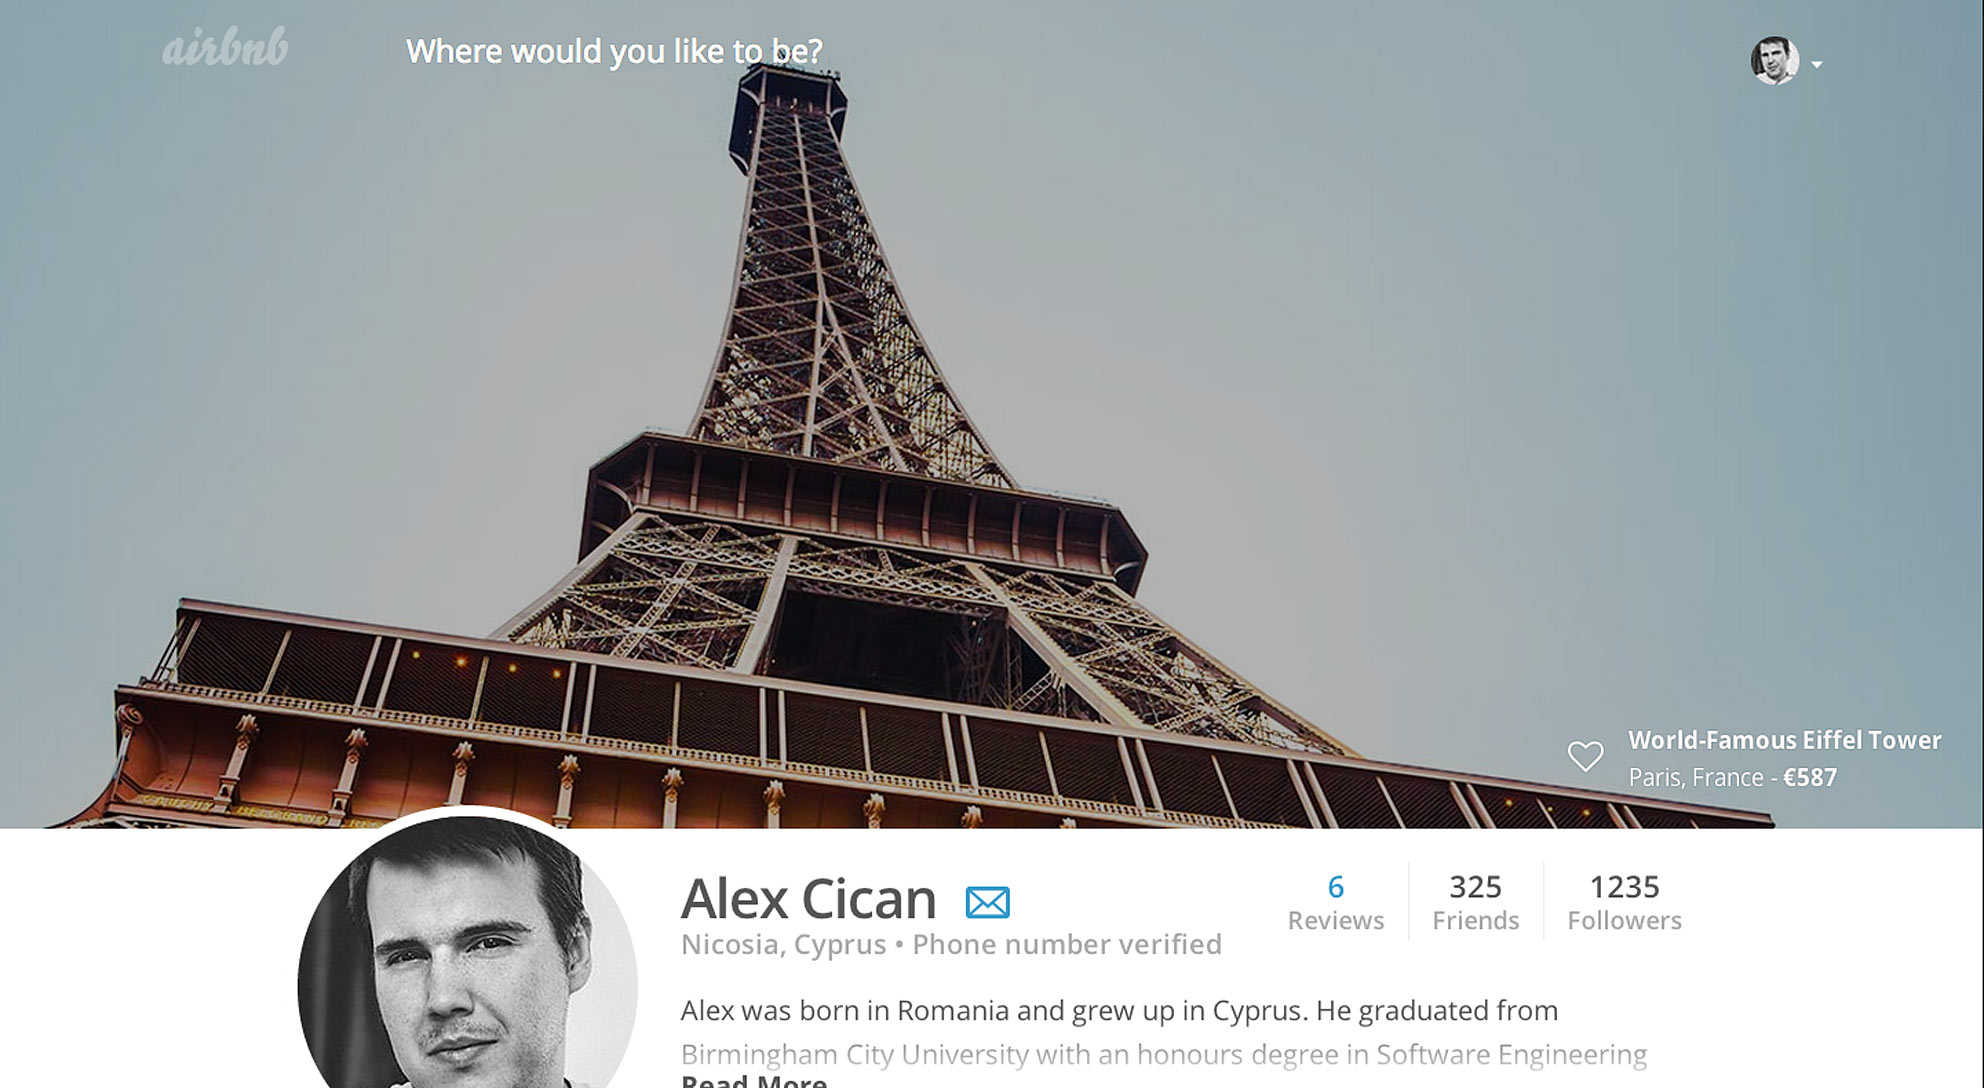 airbnb
Where would you like to be?
World-Famous Eiffel Tower
Paris, France - €587
Alex Cican
6
Reviews
325
Friends
1235
Followers
Nicosia, Cyprus • Phone number verified
Alex was born in Romania and grew up in Cyprus. He graduated from
Birmingham City University with an honours degree in Software Engineering
Read More